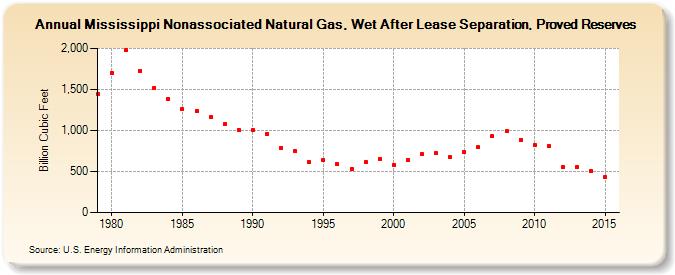 Annual Mississippi Nonassociated Natural Gas, Wet After Lease Separation, Proved Reserves
Billion Cubic Feet
2,000
1,500
1,000
500
0
1980 1985 1990 1995 2000 2005 2010 2015
Source: U.S. Energy Information Administration